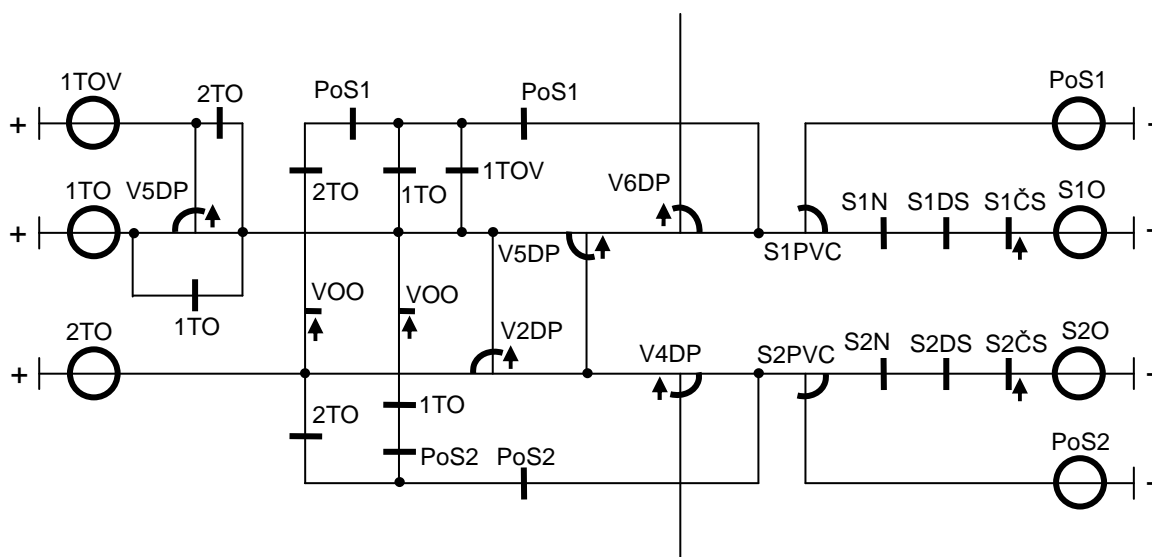 1TOV
2TO
PoS1
PoS1
PoS1
+
-
2TO
1TO
1TOV
1TO
V5DP
V6DP
S1N
S1DS
S1ČS
S1O
+
-
V5DP
S1PVC
VOO
VOO
1TO
2TO
V2DP
V4DP
S2PVC
S2N
S2DS
S2ČS
S2O
+
-
2TO
1TO
PoS2
PoS2
PoS2
-